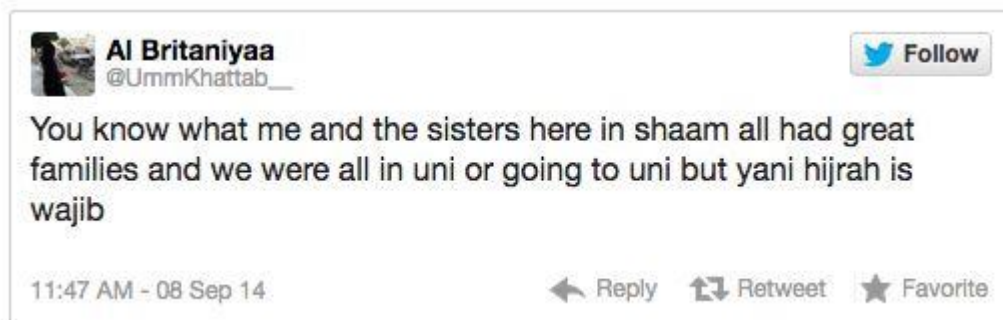 Al Britaniyaa
Follow
@UmmKhattab__
You know what me and the sisters here in shaam all had great
families and we were all in uni or going to uni but yani hijrah is
wajib
11:47 AM - 08 Sep 14 Reply Retweet Favorite